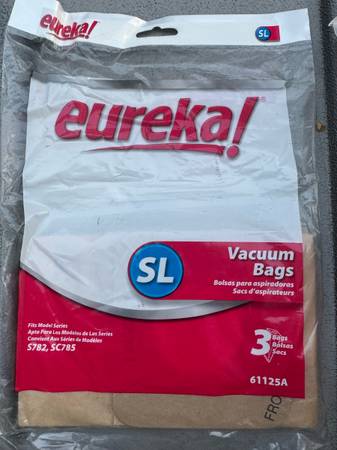 eureka!
SL
eureka!
SL
Vacuum
Bags
Bolsas para aspiradoras
Sacs d'aspirateurs
Fits Model Series
Apto Para Los Modelos de Las Series
Convient Aux Séries de Modèles
S782, SC785
3 Bags
Bolsas
Sacs
61125A
FRO